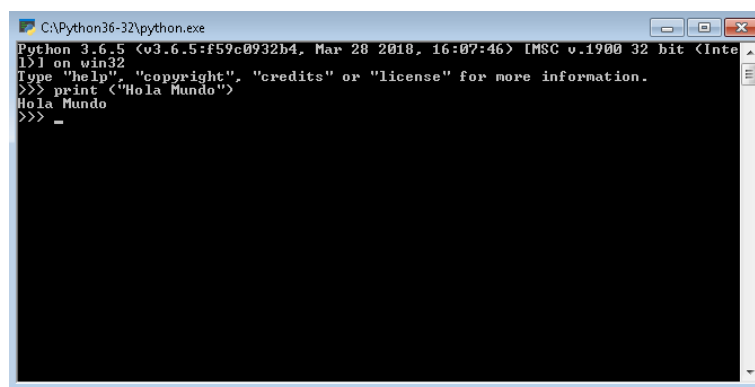 C:\Python36-32\python.exe
Python 3.6.5 (v3.6.5:f59c0932b4, Mar 28 2018, 16:07:46) [MSC v.1900 32 bit (Inte
l)] on win32
Type "help", "copyright", "credits" or "license" for more information.
>>> print ("Hola Mundo")
Hola Mundo
>>> _